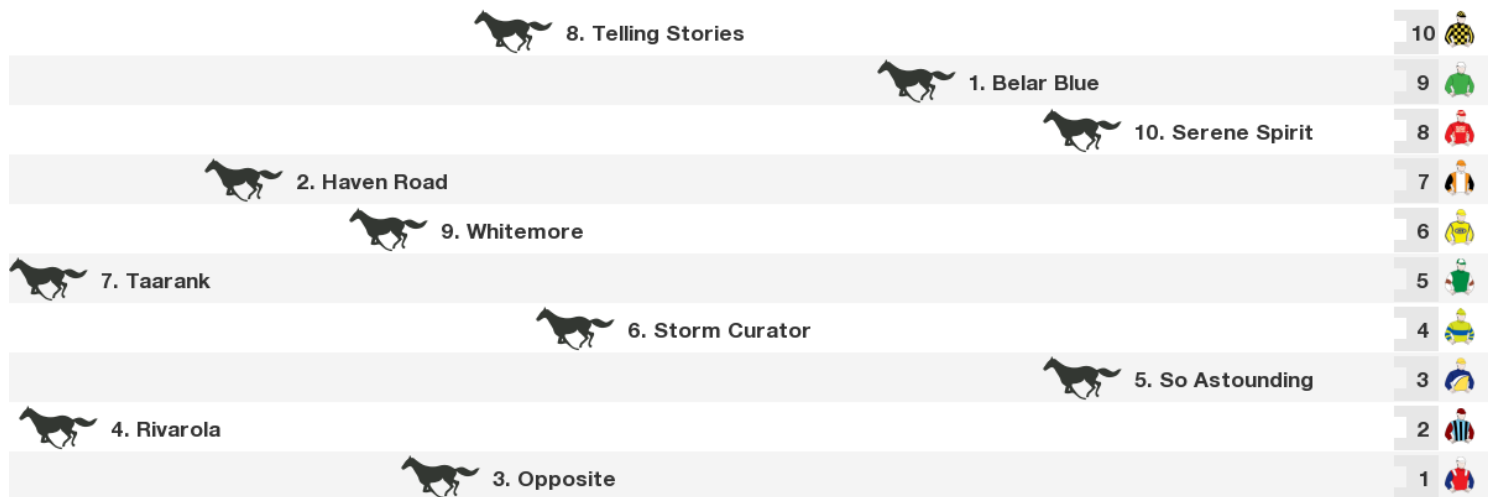 8. Telling Stories 10
1. Belar Blue 9
10. Serene Spirit 8
2. Haven Road 7
9. Whitemore 6
7. Taarank 5
6. Storm Curator 4
5. So Astounding 3
4. Rivarola 2
3. Opposite 1